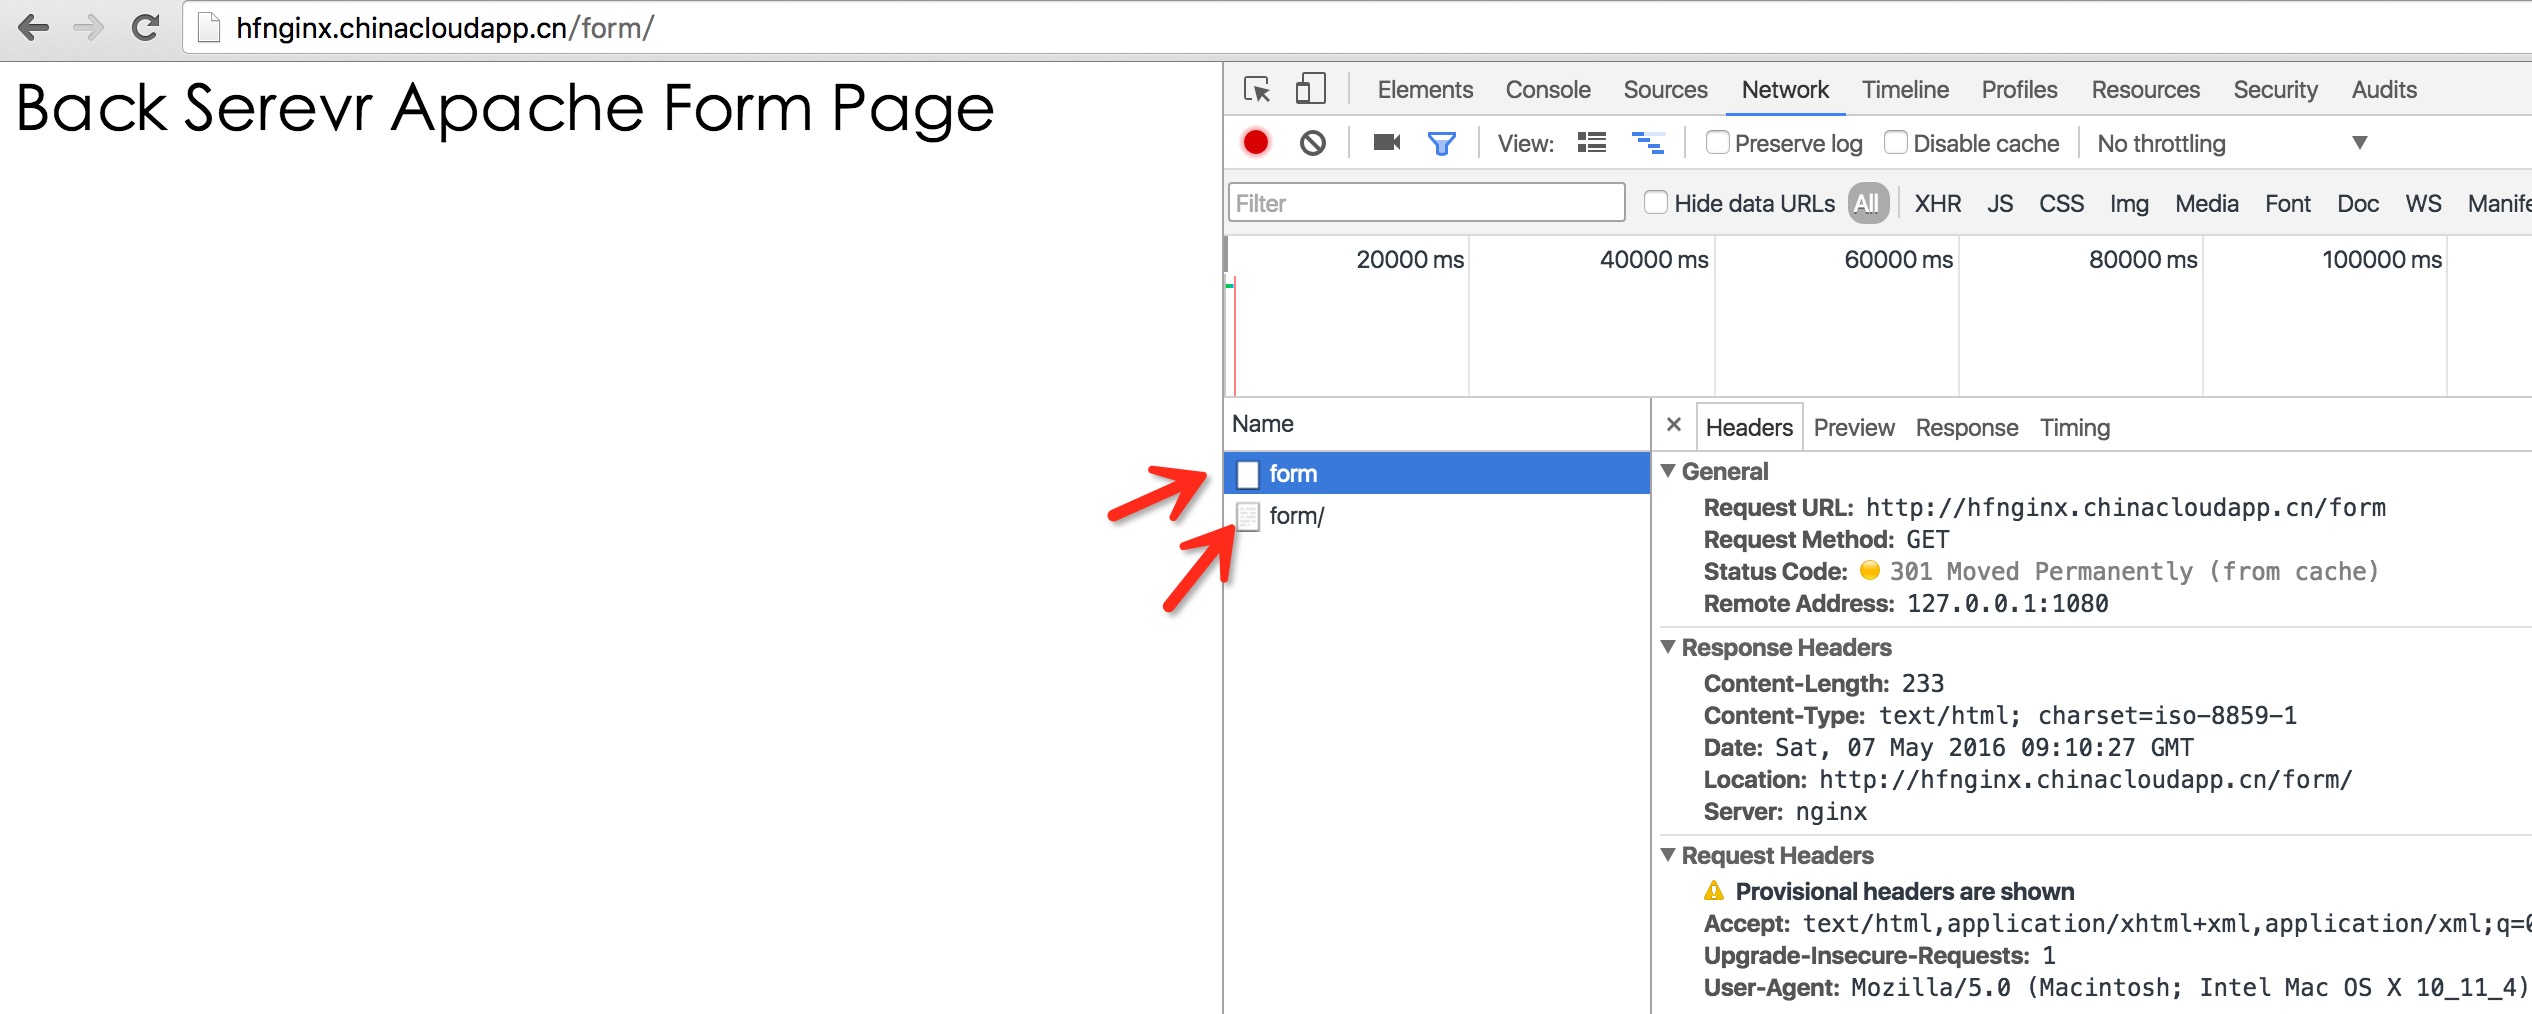 hfnginx.chinacloudapp.cn/form/
Back Serevr Apache Form Page
Elements Console Sources Network Timeline Profiles Resources Security Audits
View: Preserve log Disable cache No throttling
Filter Hide data URLs All XHR JS CSS Img Media Font Doc WS Manife
20000 ms 40000 ms 60000 ms 80000 ms 100000 ms
Name
form
form/
× Headers Preview Response Timing
General
Request URL: http://hfnginx.chinacloudapp.cn/form
Request Method: GET
Status Code: 301 Moved Permanently (from cache)
Remote Address: 127.0.0.1:1080
Response Headers
Content-Length: 233
Content-Type: text/html; charset=iso-8859-1
Date: Sat, 07 May 2016 09:10:27 GMT
Location: http://hfnginx.chinacloudapp.cn/form/
Server: nginx
Request Headers
Provisional headers are shown
Accept: text/html,application/xhtml+xml,application/xml;q=0
Upgrade-Insecure-Requests: 1
User-Agent: Mozilla/5.0 (Macintosh; Intel Mac OS X 10_11_4)